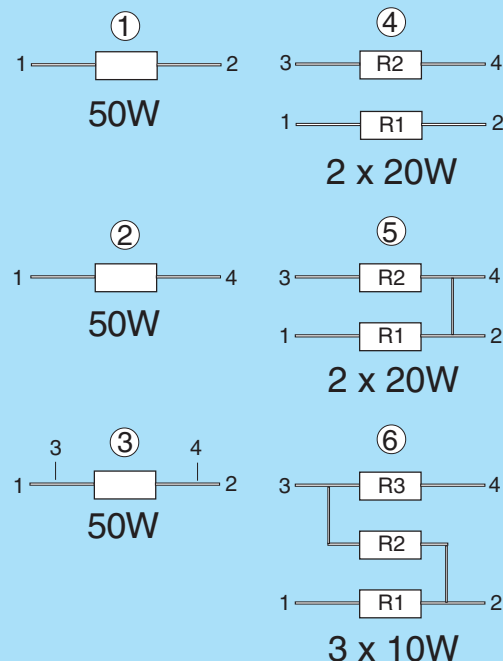 ①
1 2
50W
②
1 4
50W
③
3 4
1 2
50W
④
3 R2 4
1 R1 2
2 x 20W
⑤
3 R2 4
1 R1 2
2 x 20W
⑥
3 R3 4
R2
1 R1 2
3 x 10W